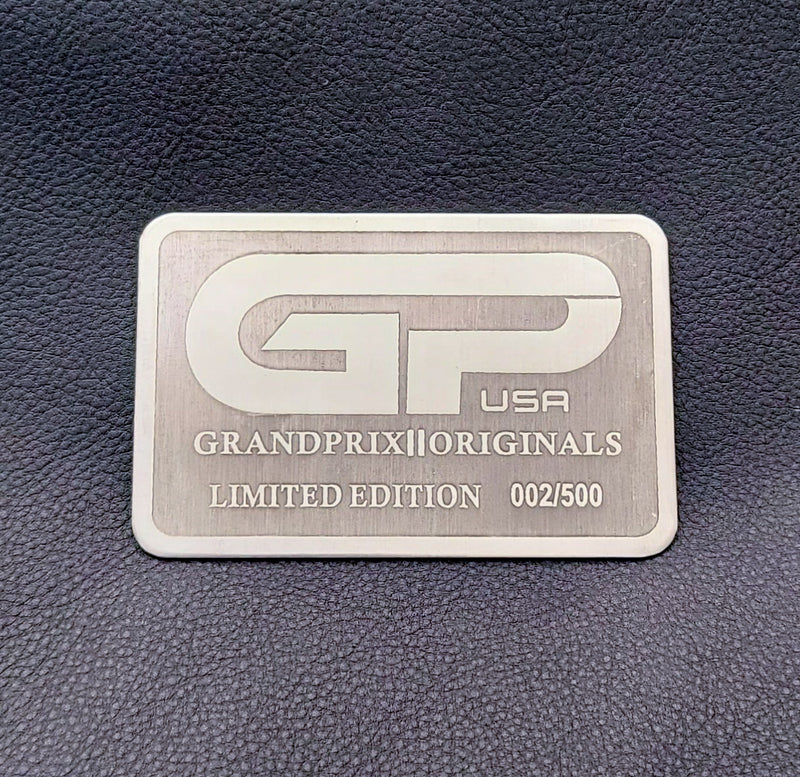 GP
USA
GRANDPRIX||ORIGINALS
LIMITED EDITION 002/500